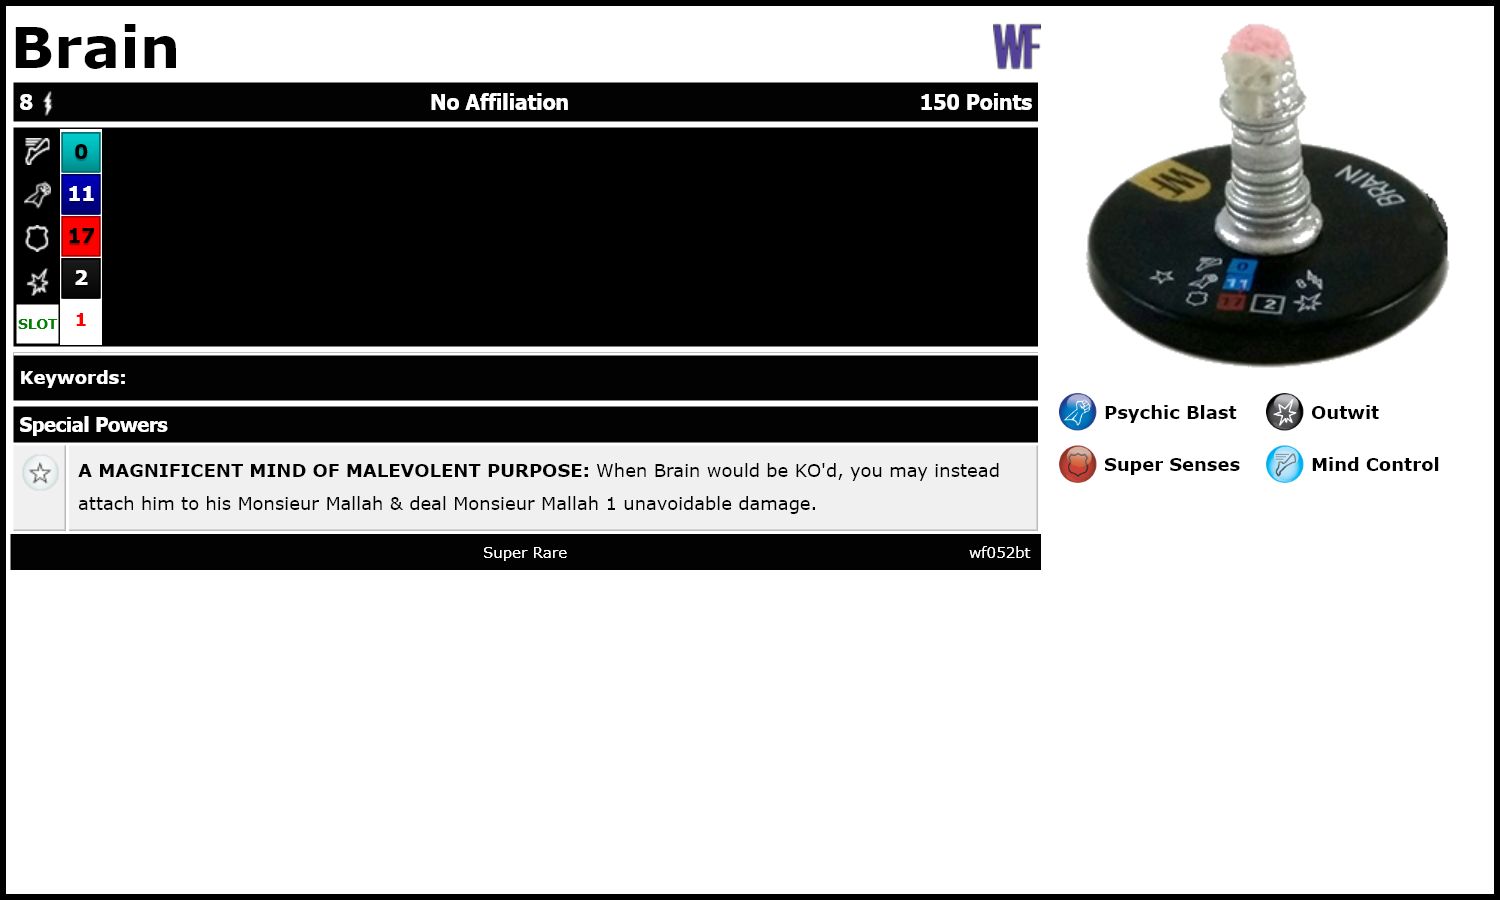 Brain
WF
8 No Affiliation 150 Points
0
11
17
2
SLOT 1
Keywords:
Special Powers
A MAGNIFICENT MIND OF MALEVOLENT PURPOSE: When Brain would be KO'd, you may instead
attach him to his Monsieur Mallah & deal Monsieur Mallah 1 unavoidable damage.
Super Rare wf052bt
WF
BRAIN
0
11
17 2
Psychic Blast Outwit
Super Senses Mind Control